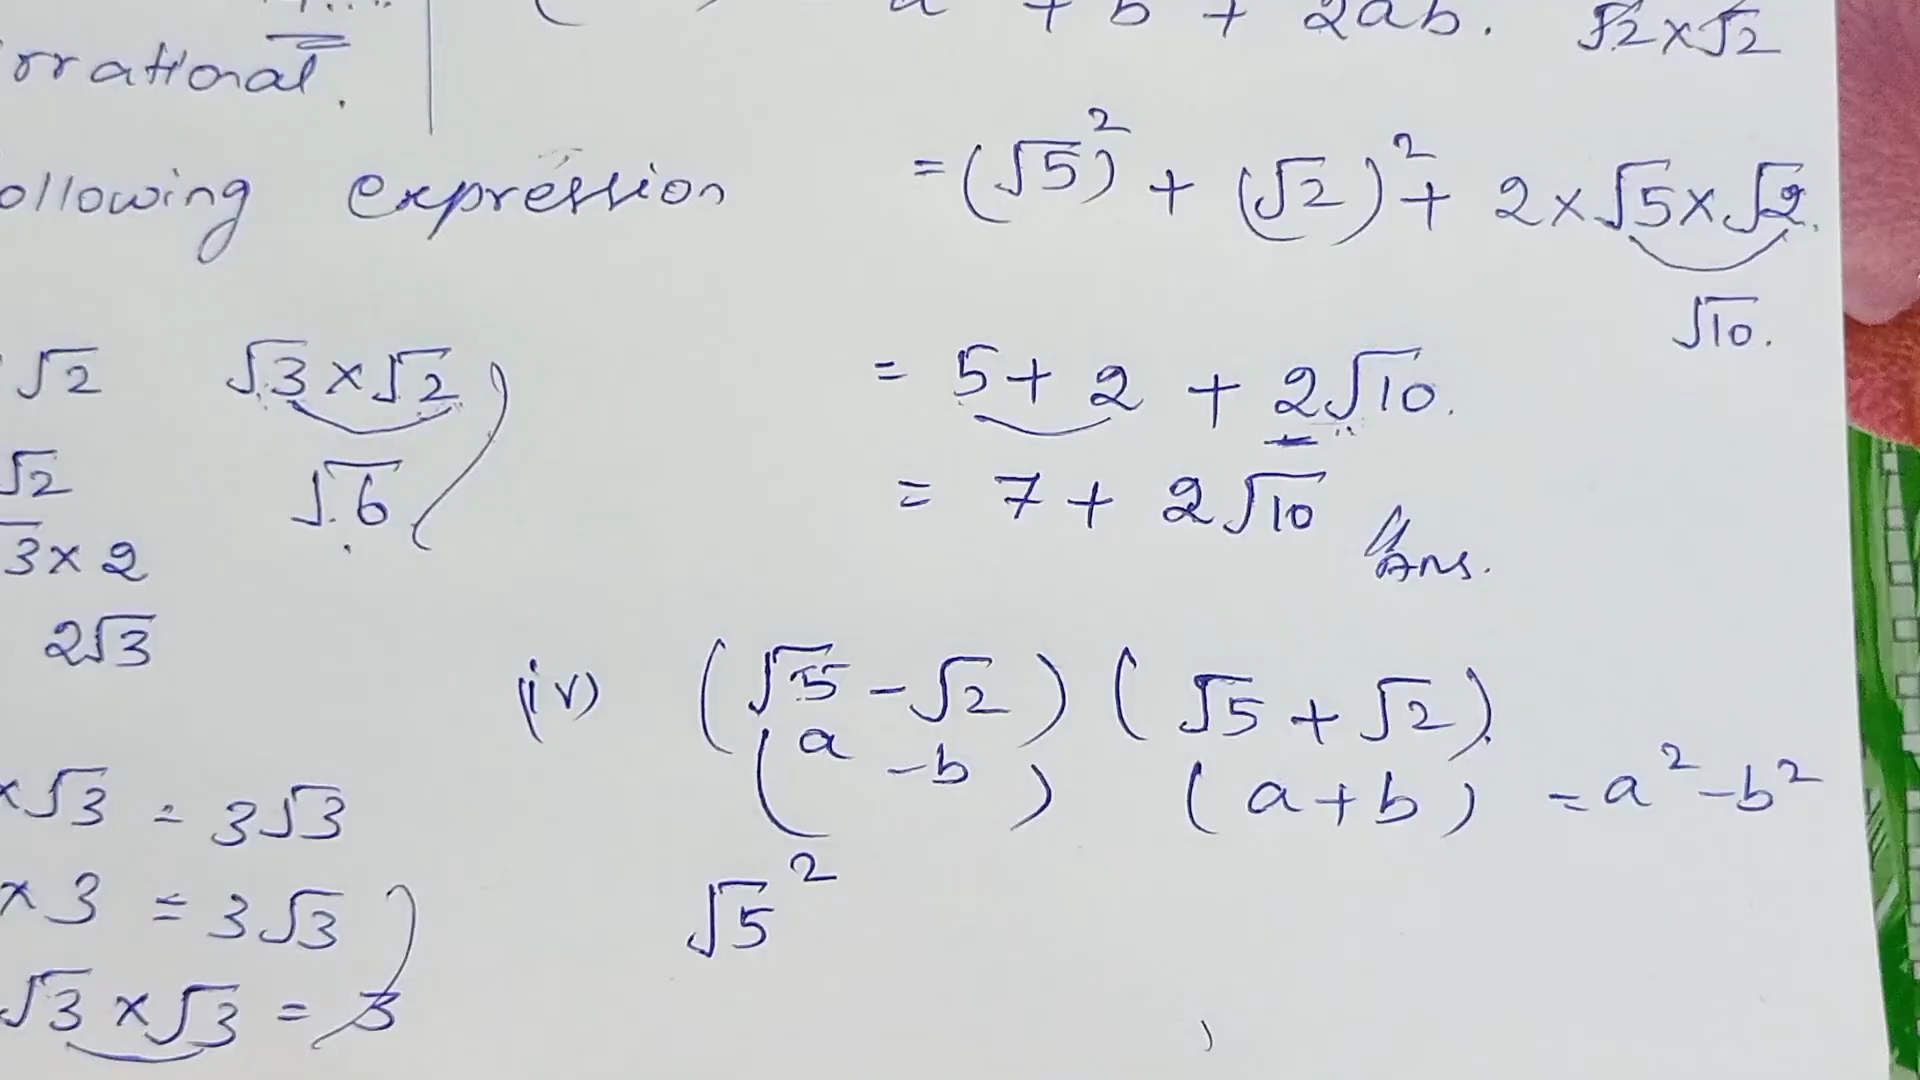 + b + 2ab. √2×√2
rrational.
= (√5)² + (√2)² + 2×√5×√2.
ollowing expression
√10.
√2 √3×√2 = 5+2 + 2√10.
√2 √6 = 7+ 2√10 Ans.
3×2
2√3
(iv) (√5-√2) (√5+√2)
(a-b) (a+b) = a²-b²
×√3 = 3√3
√5²
×3 = 3√3
√3×√3 = 3